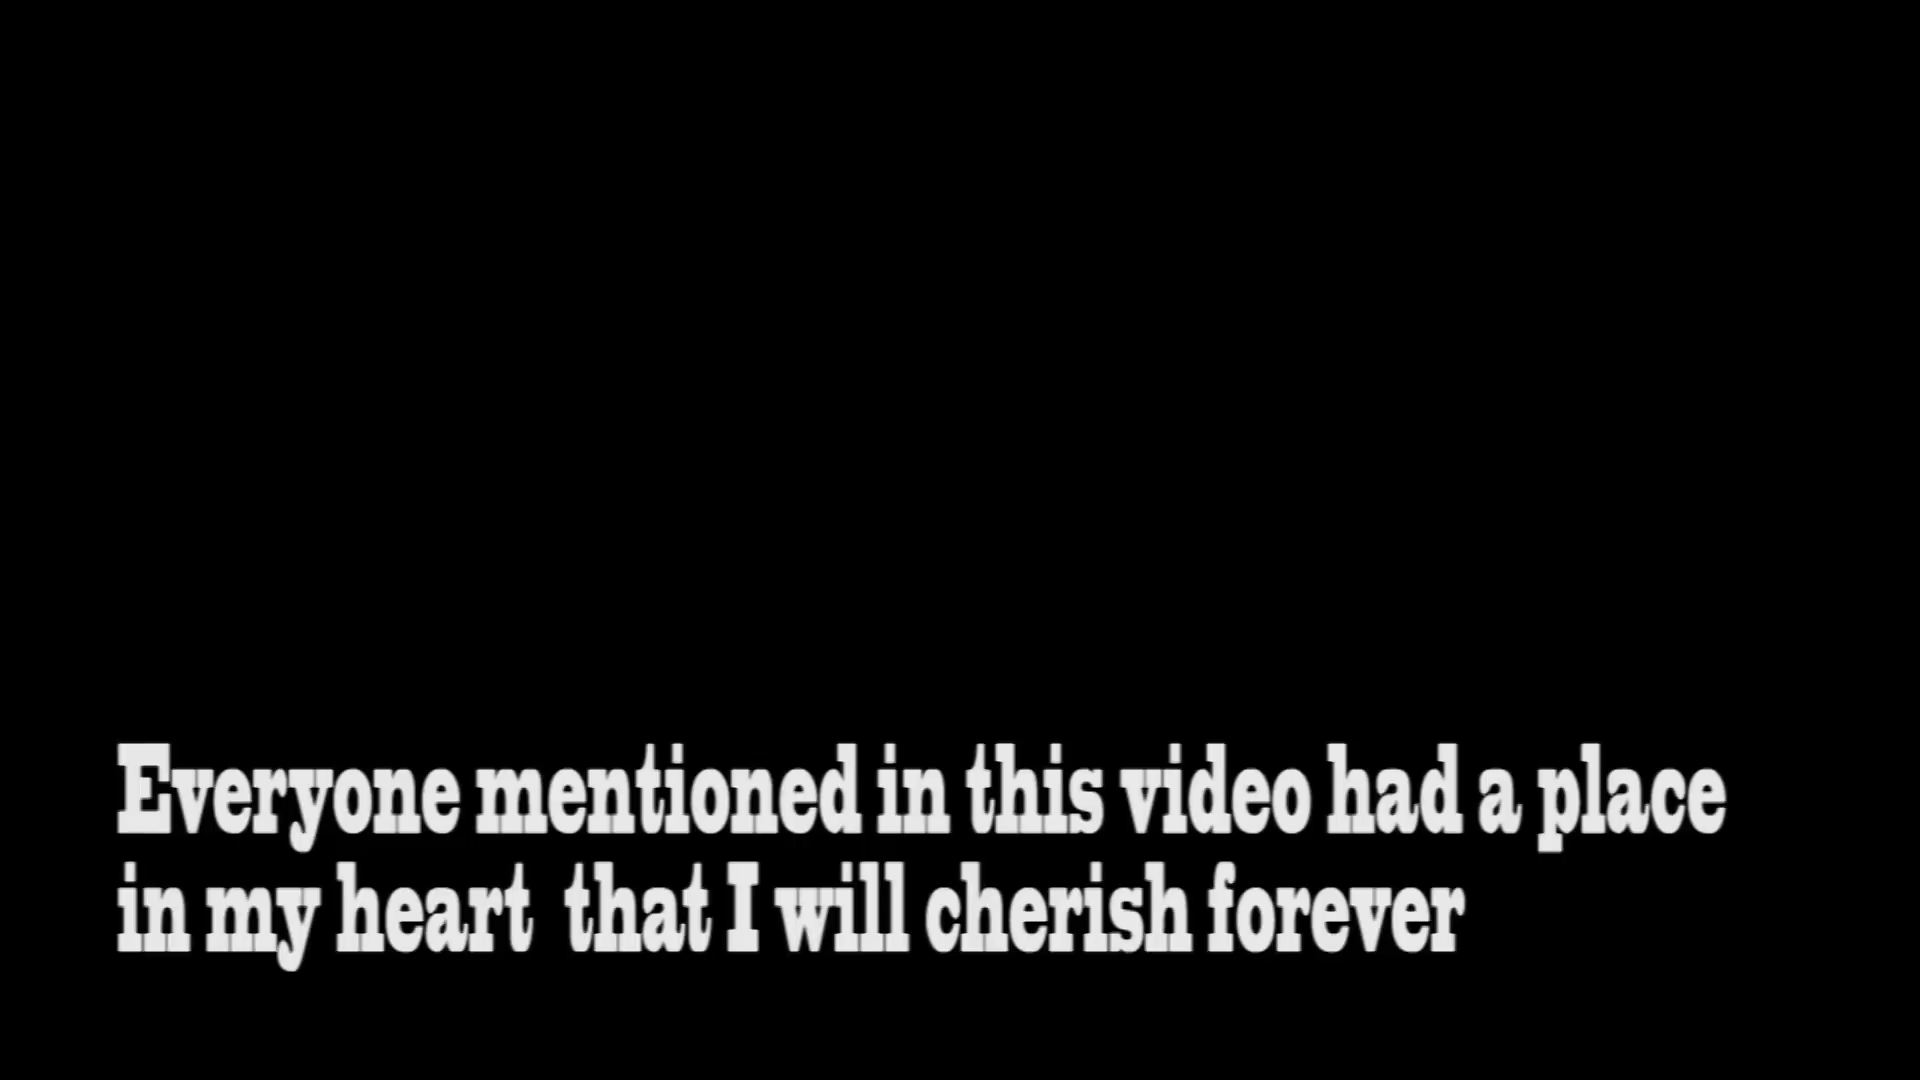 Everyone mentioned in this video had a place
in my heart  that I will cherish forever